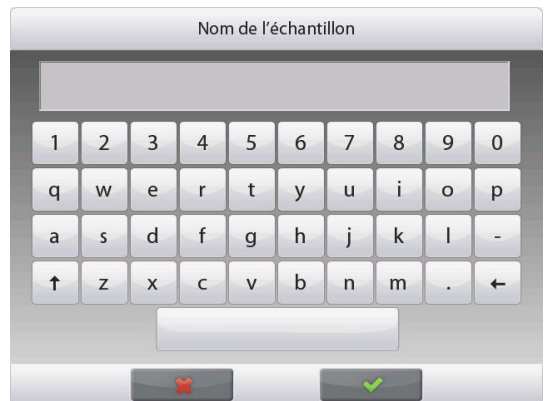 Nom de l'échantillon
1 2 3 4 5 6 7 8 9 0
q w e r t y u i o p
a s d f g h j k l -
↑ z x c v b n m . ←